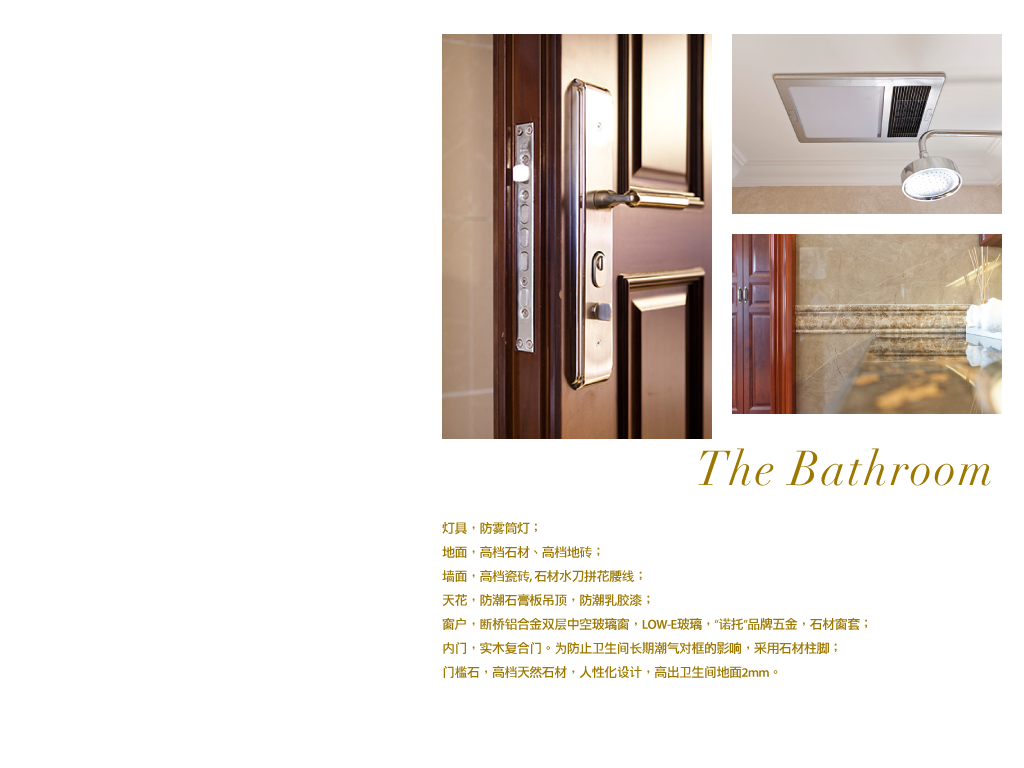 The Bathroom
灯具，防雾筒灯；
地面，高档石材、高档地砖；
墙面，高档瓷砖, 石材水刀拼花腰线；
天花，防潮石膏板吊顶，防潮乳胶漆；
窗户，断桥铝合金双层中空玻璃窗，LOW-E玻璃，“诺托”品牌五金，石材窗套；
内门，实木复合门。为防止卫生间长期潮气对框的影响，采用石材柱脚；
门槛石，高档天然石材，人性化设计，高出卫生间地面2mm。